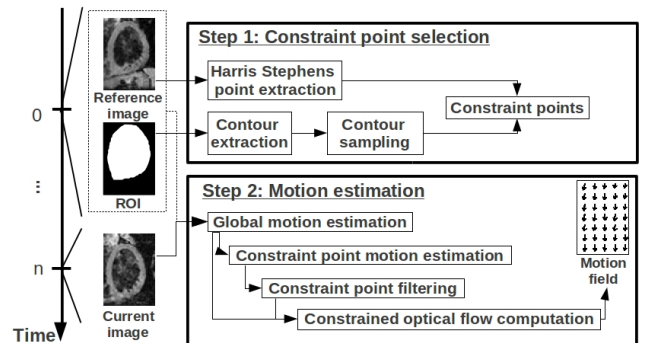 Step 1: Constraint point selection
Harris Stephens
point extraction
Reference
image
0
Constraint points
Contour
extraction
Contour
sampling
...
ROI
Step 2: Motion estimation
Global motion estimation
Constraint point motion estimation
Motion
field
n
Constraint point filtering
Constrained optical flow computation
Current
image
Time